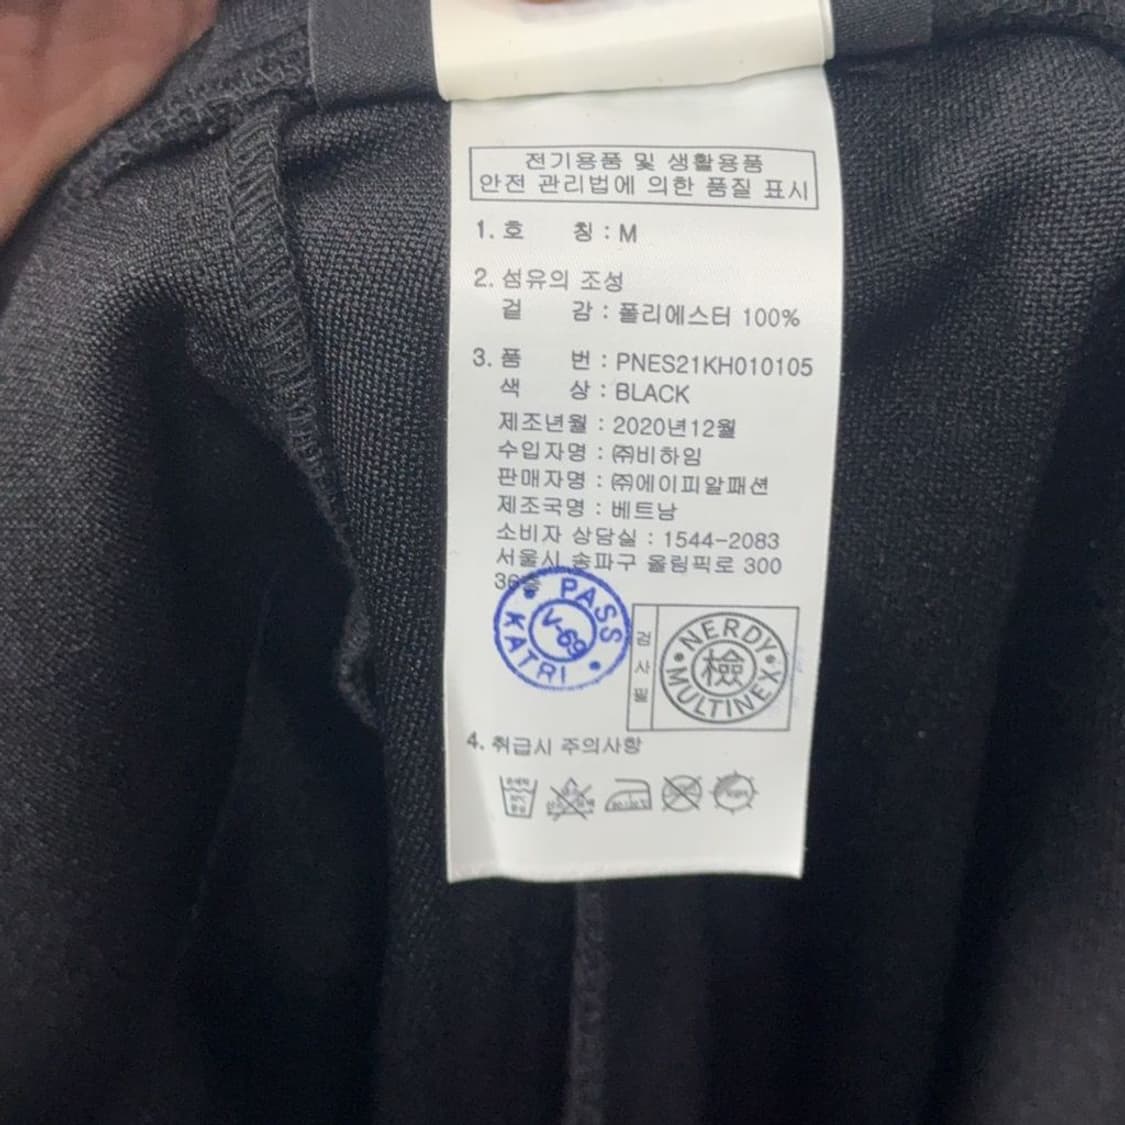 전기용품 및 생활용품
안전 관리법에 의한 품질 표시
1. 호 칭 : M
2. 섬유의 조성
겉 감 : 폴리에스터 100%
3. 품 번 : PNES21KH010105
색 상 : BLACK
제조년월 : 2020년12월
수입자명 : ㈜비하임
판매자명 : ㈜에이피알패션
제조국명 : 베트남
소비자 상담실 : 1544-2083
서울시 송파구 올림픽로 300
36층
PASS
V-69
KATRI
검사필
NERDY
檢
MULTINEX
4. 취급시 주의사항